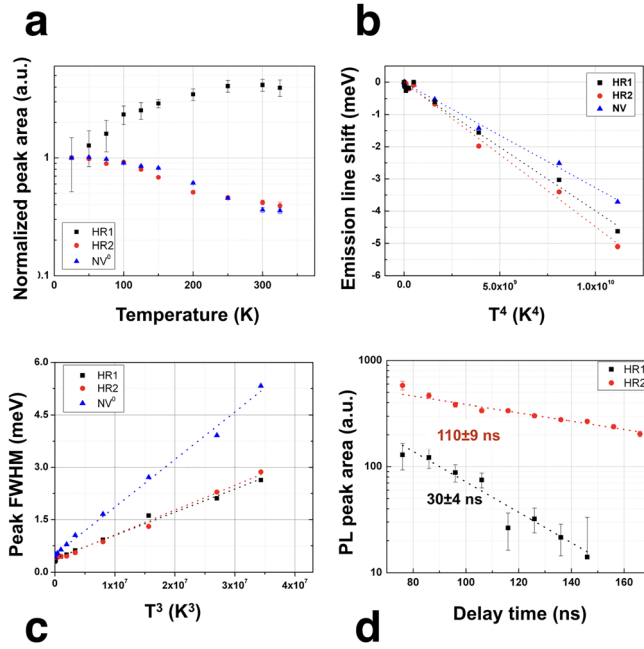 a
Normalized peak area (a.u.)
1
0.1
0 100 200 300
HR1
HR2
NV⁰
Temperature (K)
b
Emission line shift (meV)
0
-1
-2
-3
-4
-5
-6
0.0 5.0x10⁹ 1.0x10¹⁰
HR1
HR2
NV
T⁴ (K⁴)
Peak FWHM (meV)
6.0
4.5
3.0
1.5
0.0
0 1x10⁷ 2x10⁷ 3x10⁷ 4x10⁷
HR1
HR2
NV⁰
T³ (K³)
c
PL peak area (a.u.)
1000
100
10
80 100 120 140 160
HR1
HR2
110±9 ns
30±4 ns
Delay time (ns)
d